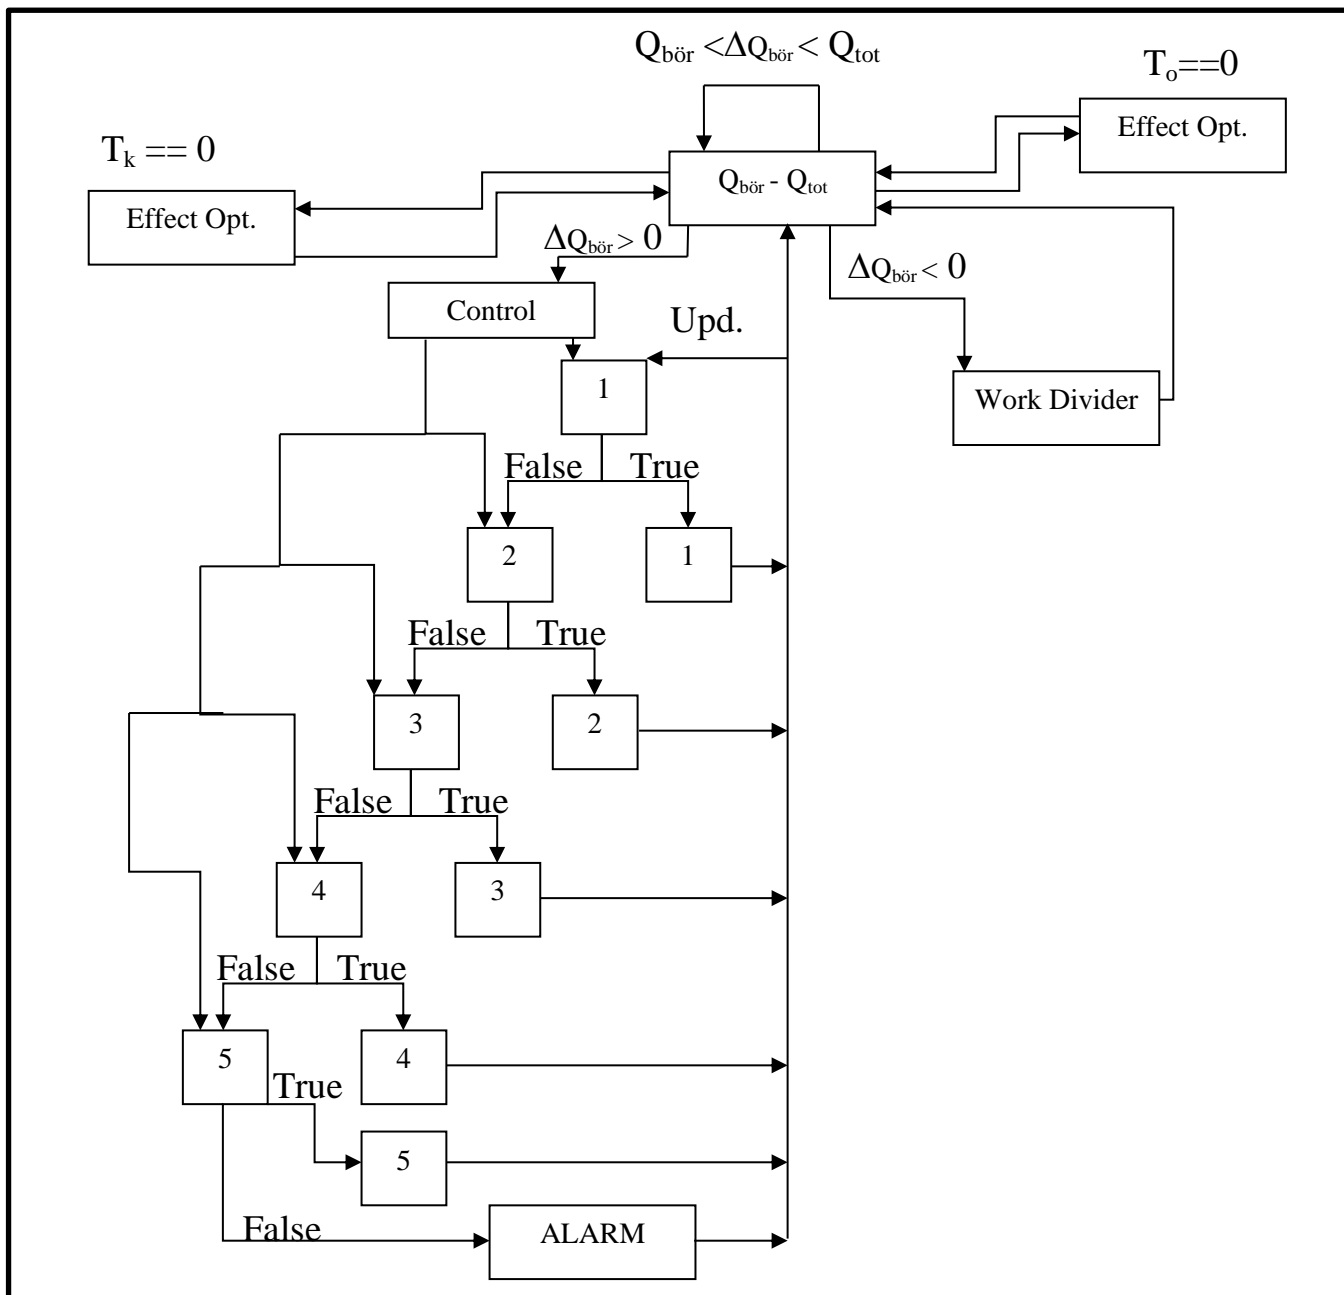 Q_bör <ΔQ_bör < Q_tot
T_o==0
Effect Opt.
T_k == 0
Q_bör - Q_tot
Effect Opt.
ΔQ_bör > 0
ΔQ_bör < 0
Control
Upd.
1
Work Divider
False True
2
1
False True
3
2
False True
4
3
False True
5
4
True
5
False
ALARM